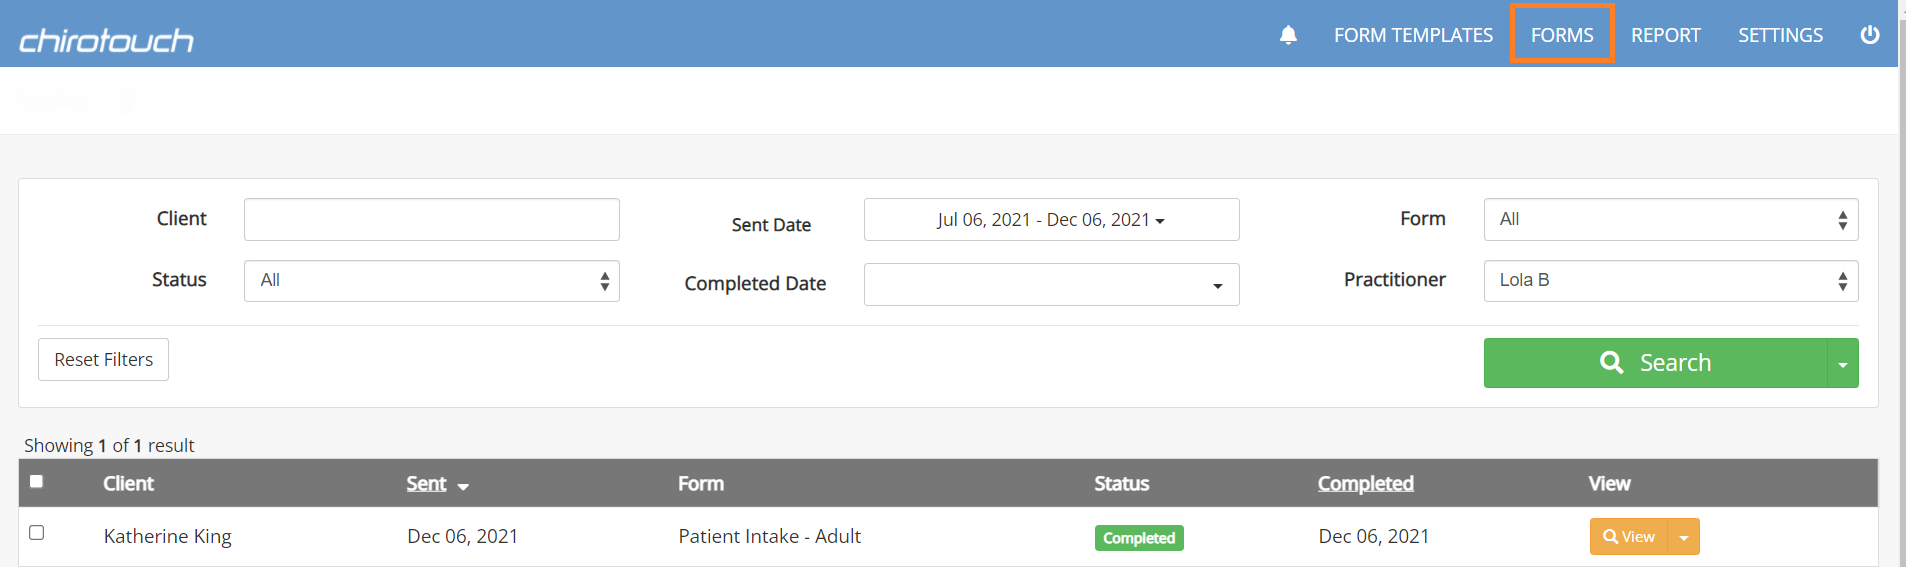 chirotouch
FORM TEMPLATES FORMS REPORT SETTINGS
Client Sent Date Jul 06, 2021 - Dec 06, 2021 Form All
Status All Completed Date Practitioner Lola B
Reset Filters Search
Showing 1 of 1 result
Client Sent Form Status Completed View
Katherine King Dec 06, 2021 Patient Intake - Adult Completed Dec 06, 2021 View